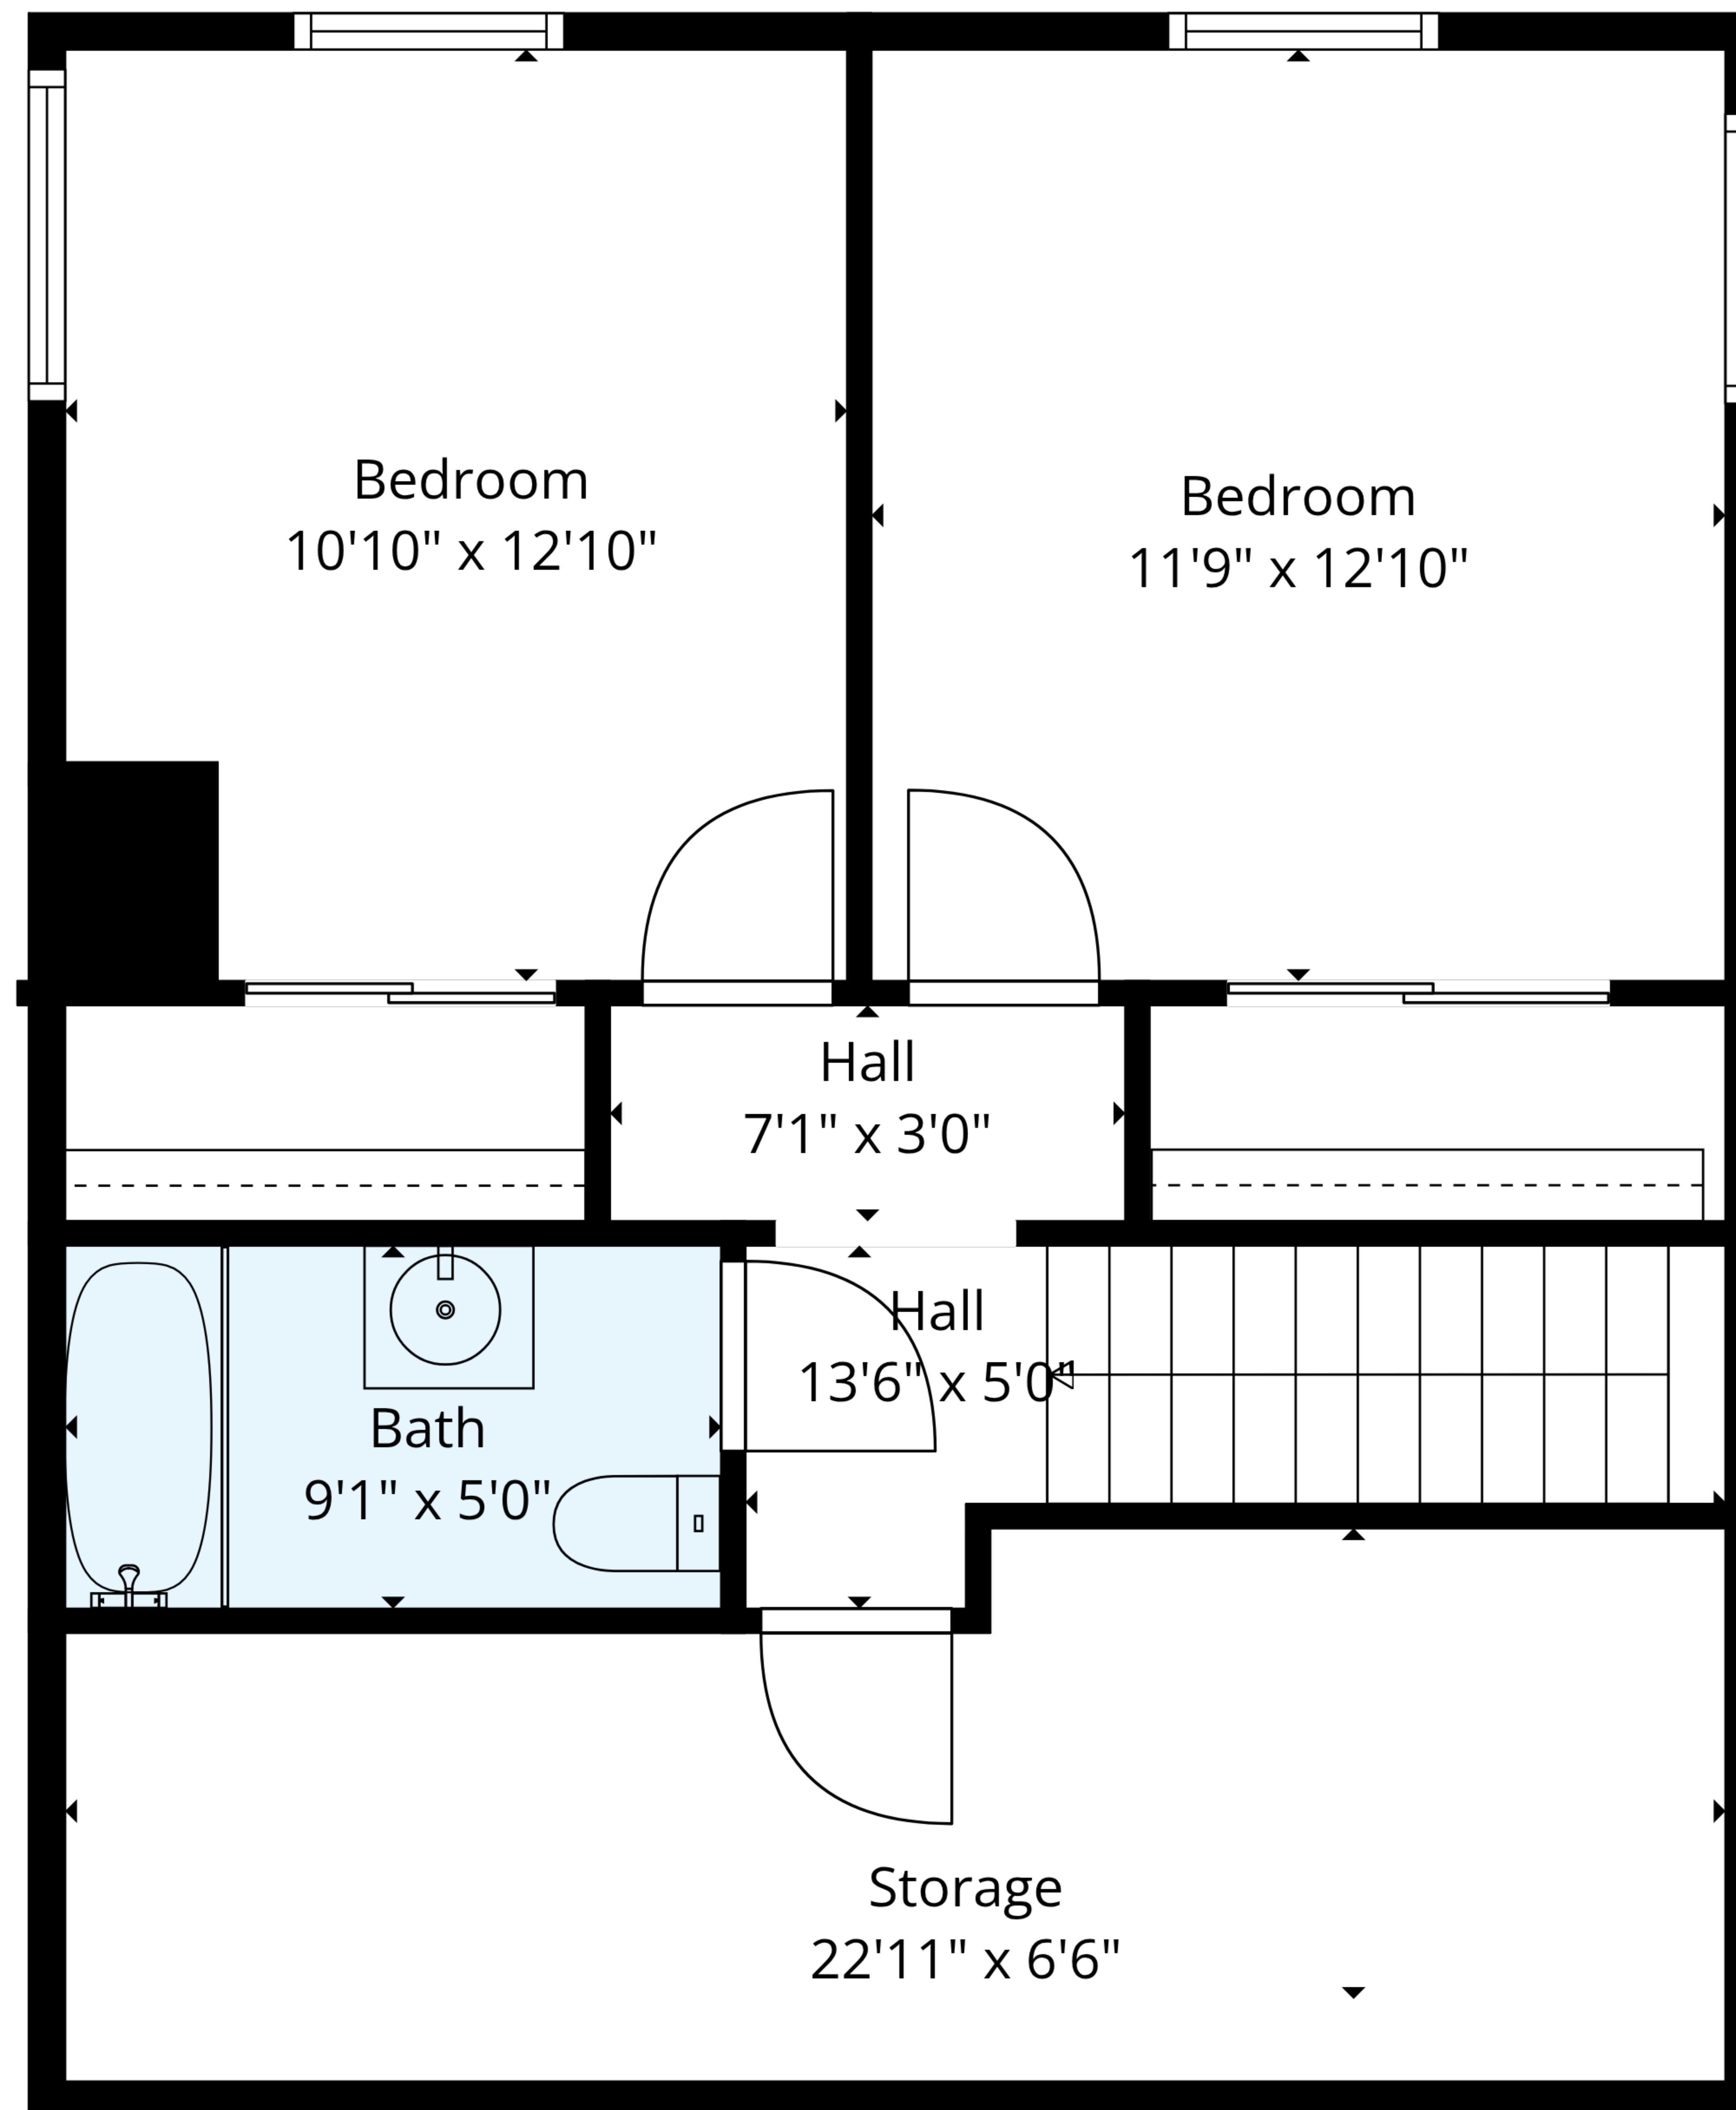 Bedroom
10'10" x 12'10"
Bedroom
11'9" x 12'10"
Hall
7'1" x 3'0"
Hall
13'6" x 5'0"
Bath
9'1" x 5'0"
Storage
22'11" x 6'6"